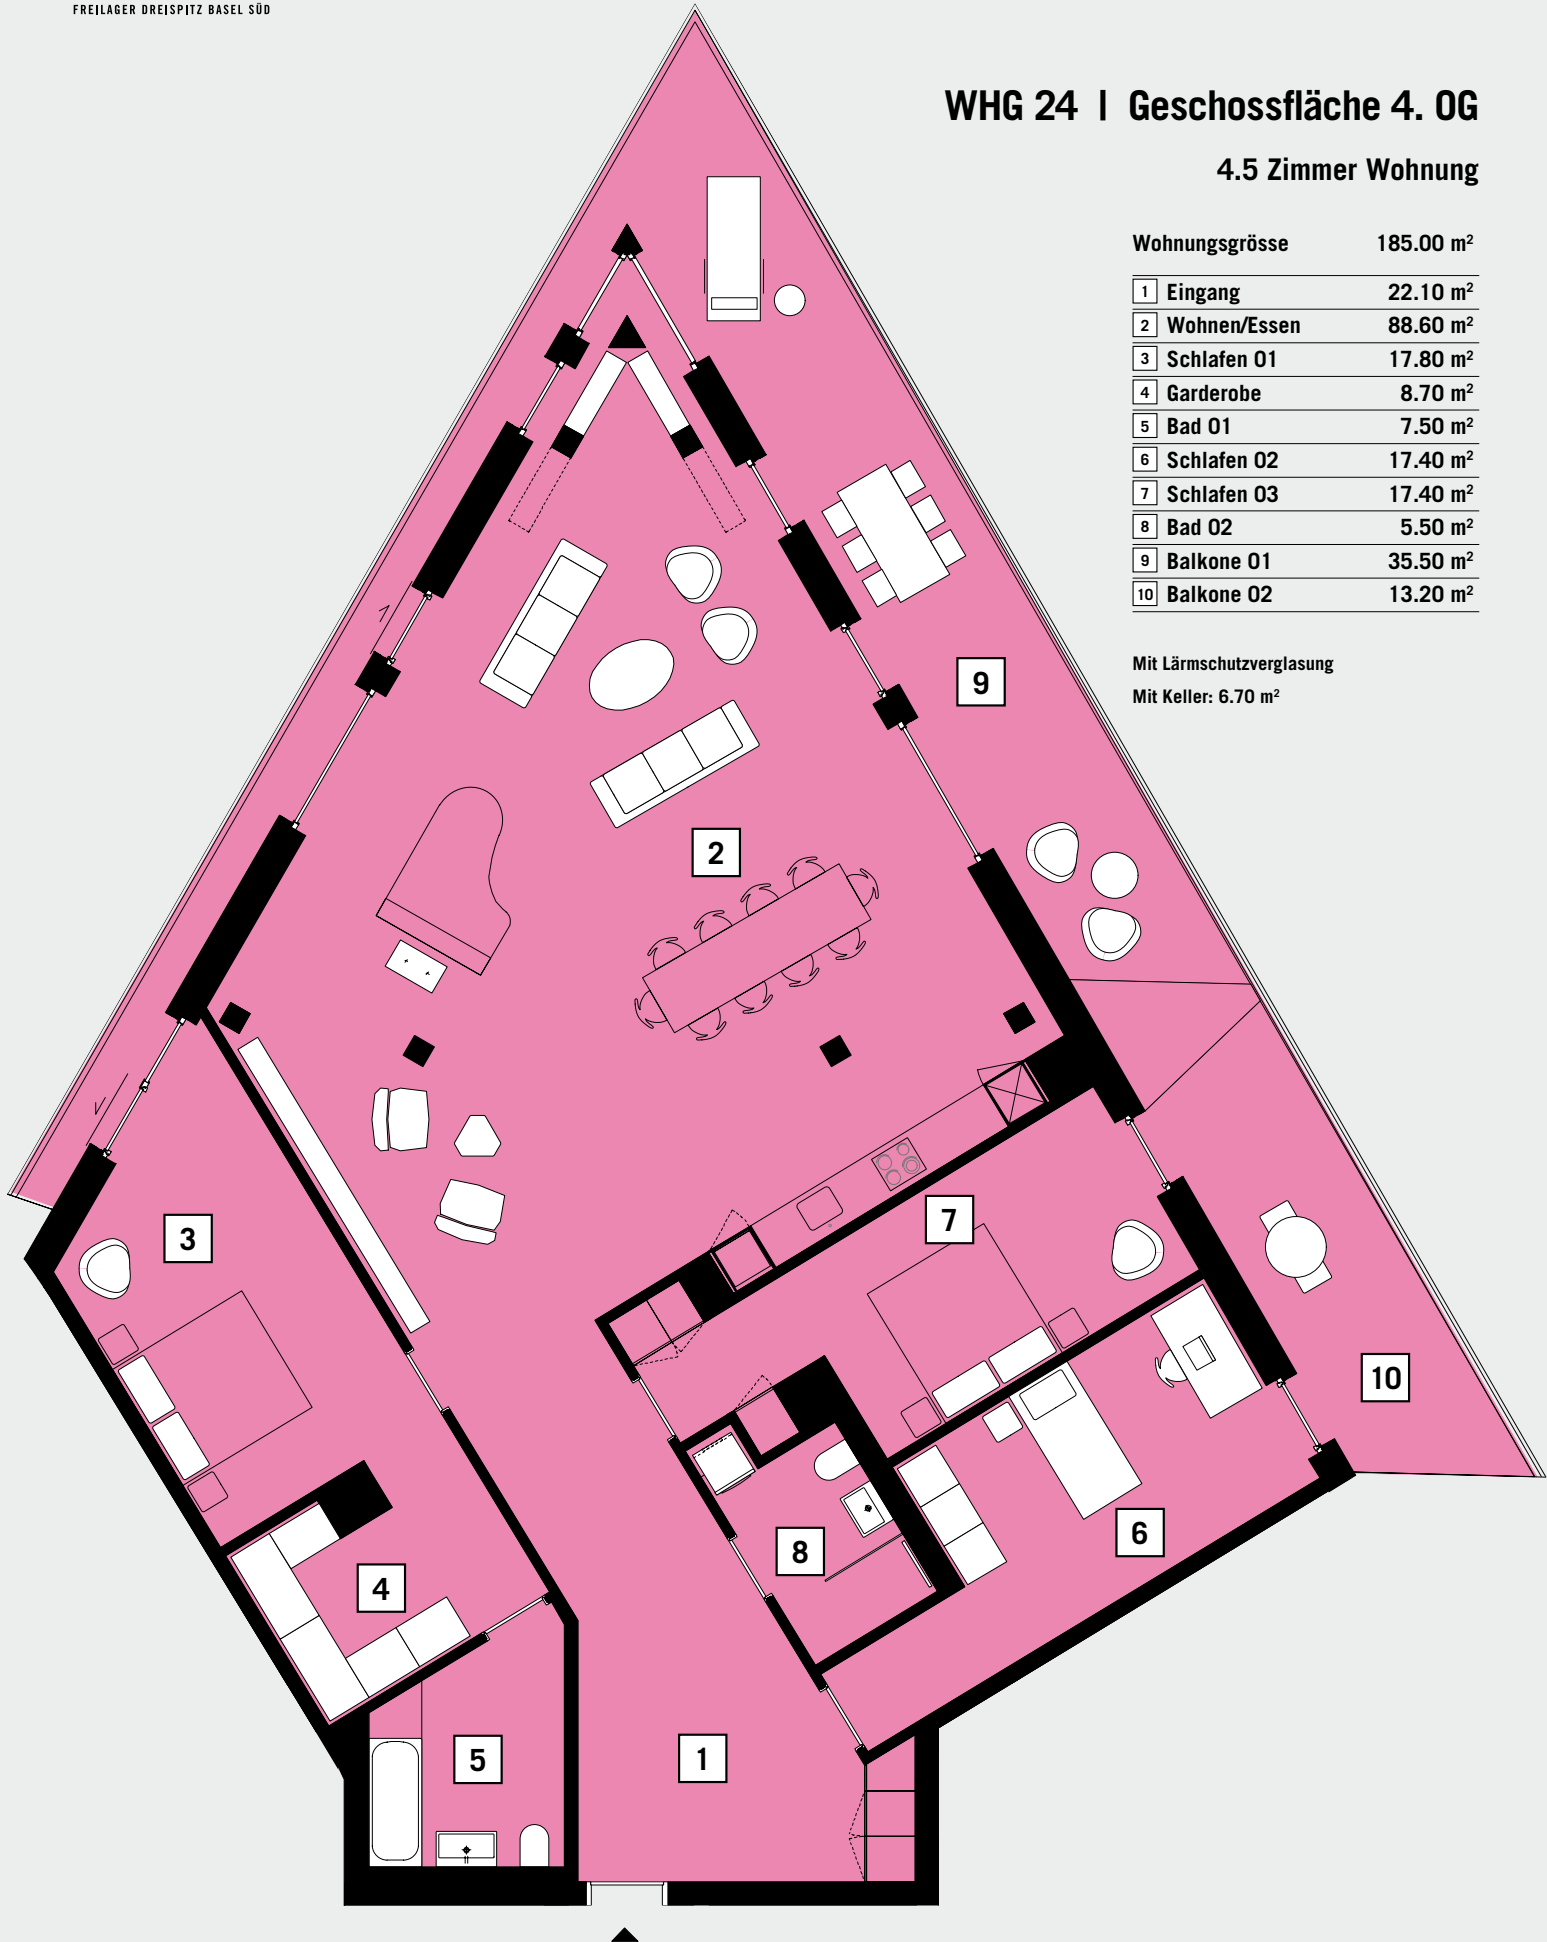 FREILAGER DREISPITZ BASEL SÜD
WHG 24 | Geschossfläche 4. OG
4.5 Zimmer Wohnung
Wohnungsgrösse 185.00 m²
1 Eingang 22.10 m²
2 Wohnen/Essen 88.60 m²
3 Schlafen 01 17.80 m²
4 Garderobe 8.70 m²
5 Bad 01 7.50 m²
6 Schlafen 02 17.40 m²
7 Schlafen 03 17.40 m²
8 Bad 02 5.50 m²
9 Balkone 01 35.50 m²
10 Balkone 02 13.20 m²
Mit Lärmschutzverglasung
Mit Keller: 6.70 m²
9
2
7
3
10
6
8
4
5
1